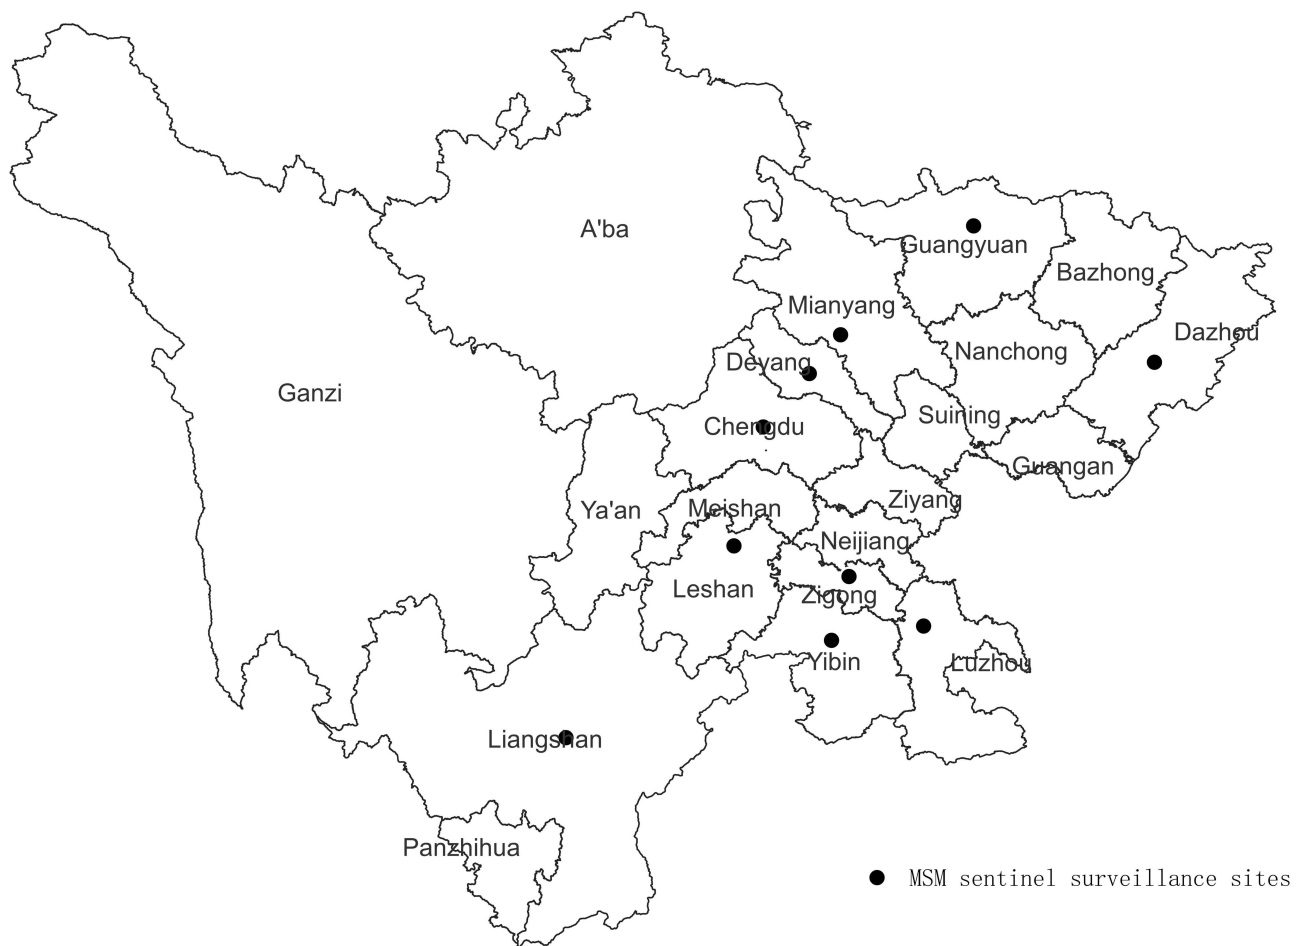 A'ba
Guangyuan
Bazhong
Mianyang
Dazhou
Nanchong
Deyang
Ganzi
Suining
Chengdu
Guangan
Ziyang
Meishan
Ya'an
Neijiang
Leshan
Zigong
Yibin
Luzhou
Liangshan
Panzhihua
MSM sentinel surveillance sites